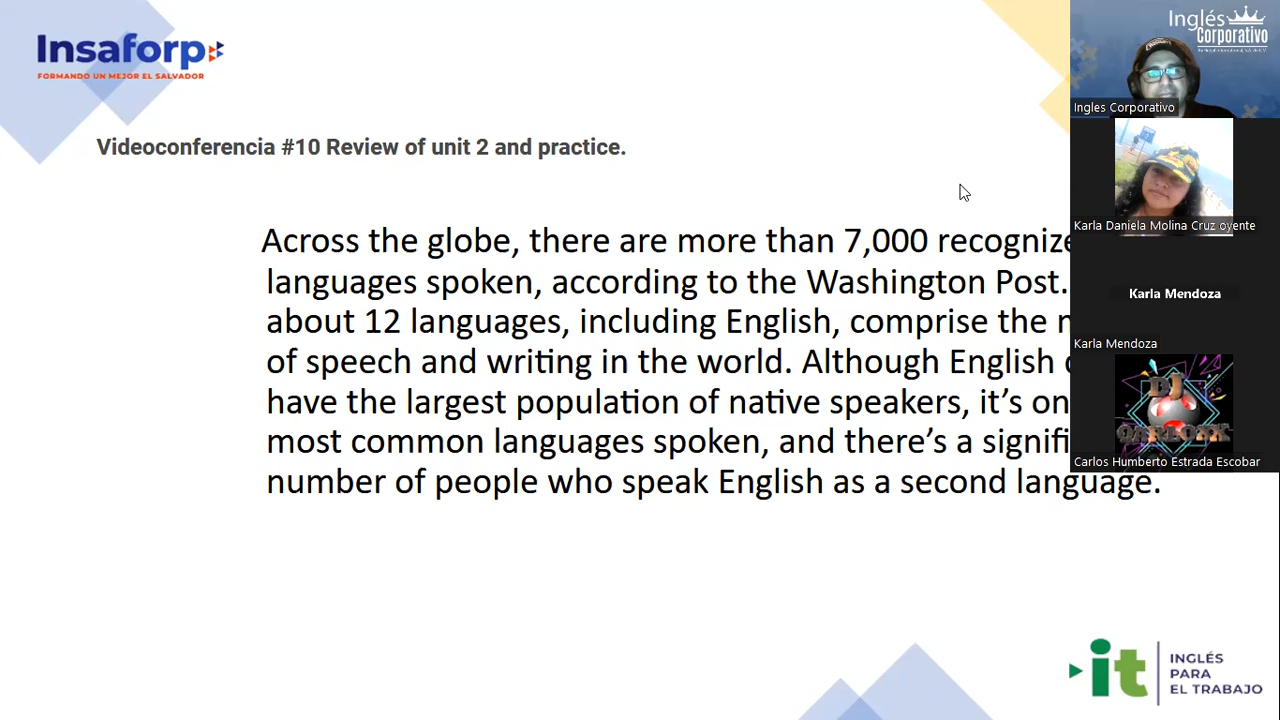 Insaforp
FORMANDO UN MEJOR EL SALVADOR
Videoconferencia #10 Review of unit 2 and practice.
Across the globe, there are more than 7,000
languages spoken, according to the Washington Post.
about 12 languages, including English, comprise the
of speech and writing in the world. Although English
have the largest population of native speakers, it’s
most common languages spoken, and there’s a
number of people who speak English as a second language.
Inglés
Corporativo
Ingles Corporativo
Karla Daniela Molina Cruz oyente
Karla Mendoza
Karla Mendoza
DJ
Carlos Humberto Estrada Escobar
it
INGLÉS
PARA
EL TRABAJO